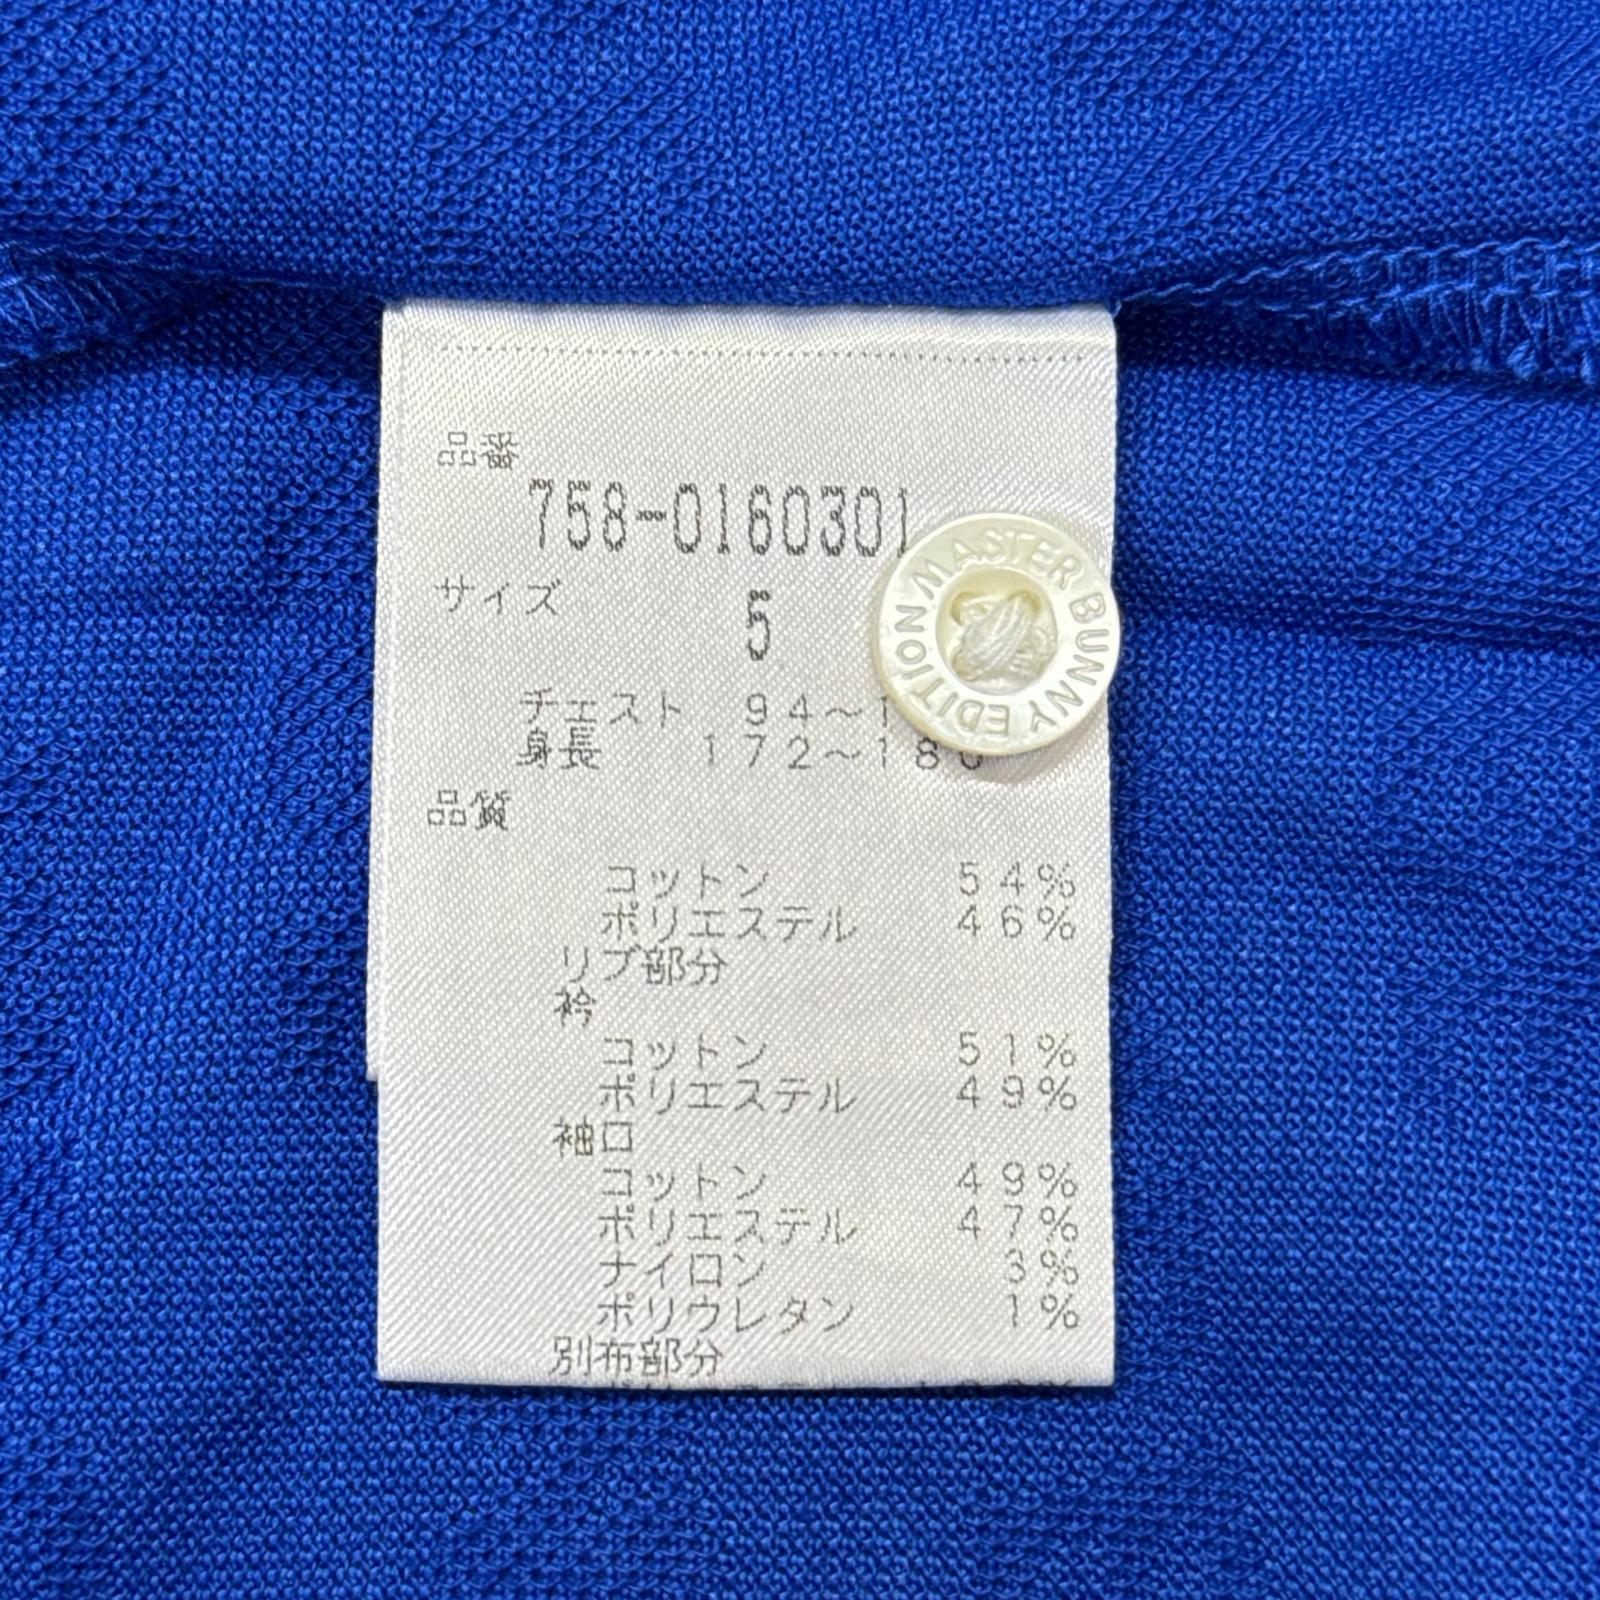 品番
758-0160301
サイズ 5
MASTER BUNNY EDITION
チェスト 94～1
身長 172～18
品質
コットン 54%
ポリエステル 46%
リブ部分
衿
コットン 51%
ポリエステル 49%
袖口
コットン 49%
ポリエステル 47%
ナイロン 3%
ポリウレタン 1%
別布部分